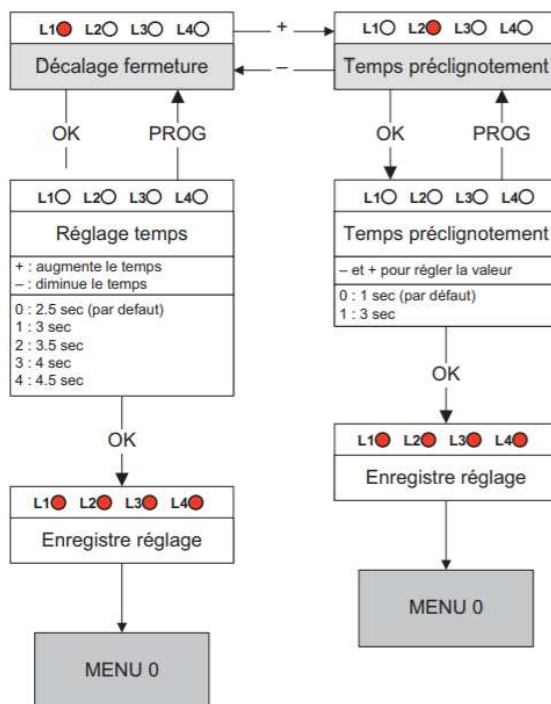 L1 L2 L3 L4
Décalage fermeture
OK
PROG
L1 L2 L3 L4
Réglage temps
+ : augmente le temps
– : diminue le temps
0 : 2.5 sec (par defaut)
1 : 3 sec
2 : 3.5 sec
3 : 4 sec
4 : 4.5 sec
OK
L1 L2 L3 L4
Enregistre réglage
MENU 0
+
–
L1 L2 L3 L4
Temps préclignotement
OK
PROG
L1 L2 L3 L4
Temps préclignotement
– et + pour régler la valeur
0 : 1 sec (par défaut)
1 : 3 sec
OK
L1 L2 L3 L4
Enregistre réglage
MENU 0